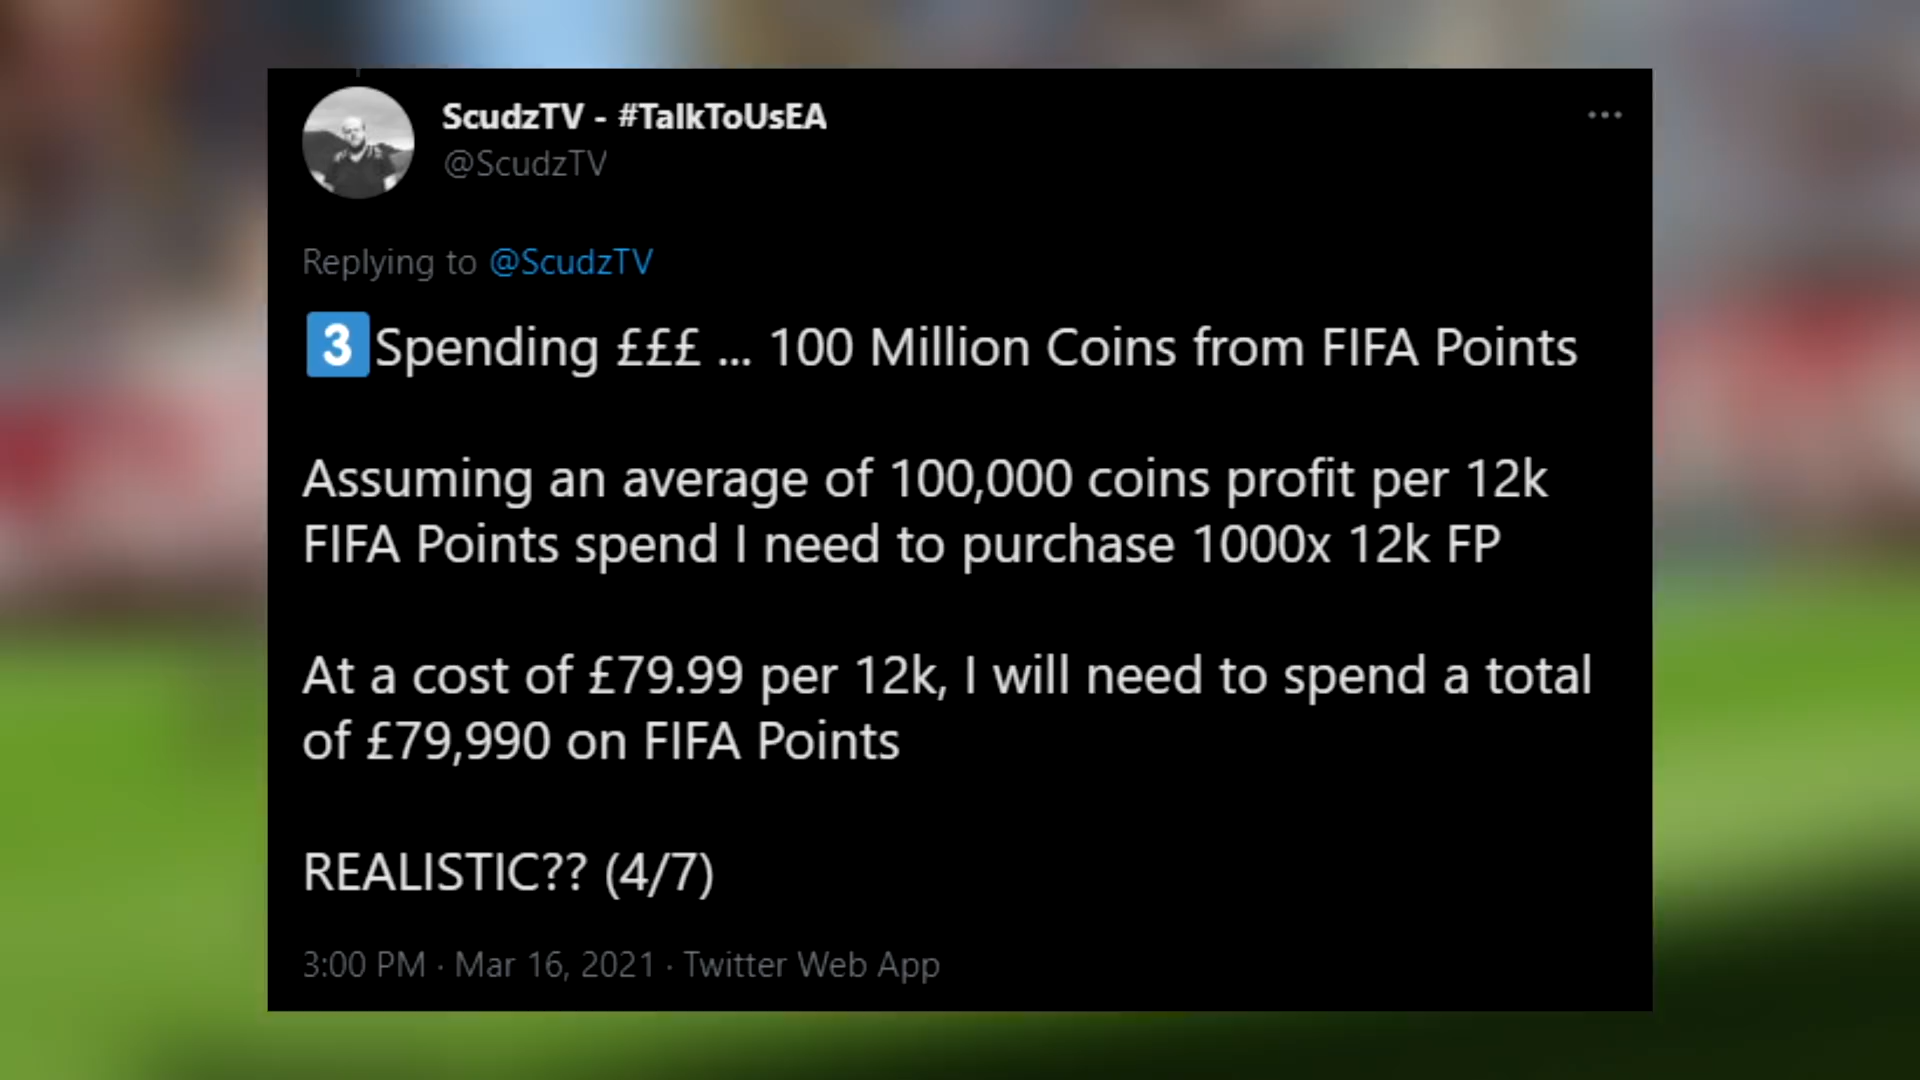 ScudzTV - #TalkToUsEA
@ScudzTV
Replying to @ScudzTV
3️⃣Spending £££ ... 100 Million Coins from FIFA Points
Assuming an average of 100,000 coins profit per 12k
FIFA Points spend I need to purchase 1000x 12k FP
At a cost of £79.99 per 12k, I will need to spend a total
of £79,990 on FIFA Points
REALISTIC?? (4/7)
3:00 PM · Mar 16, 2021 · Twitter Web App